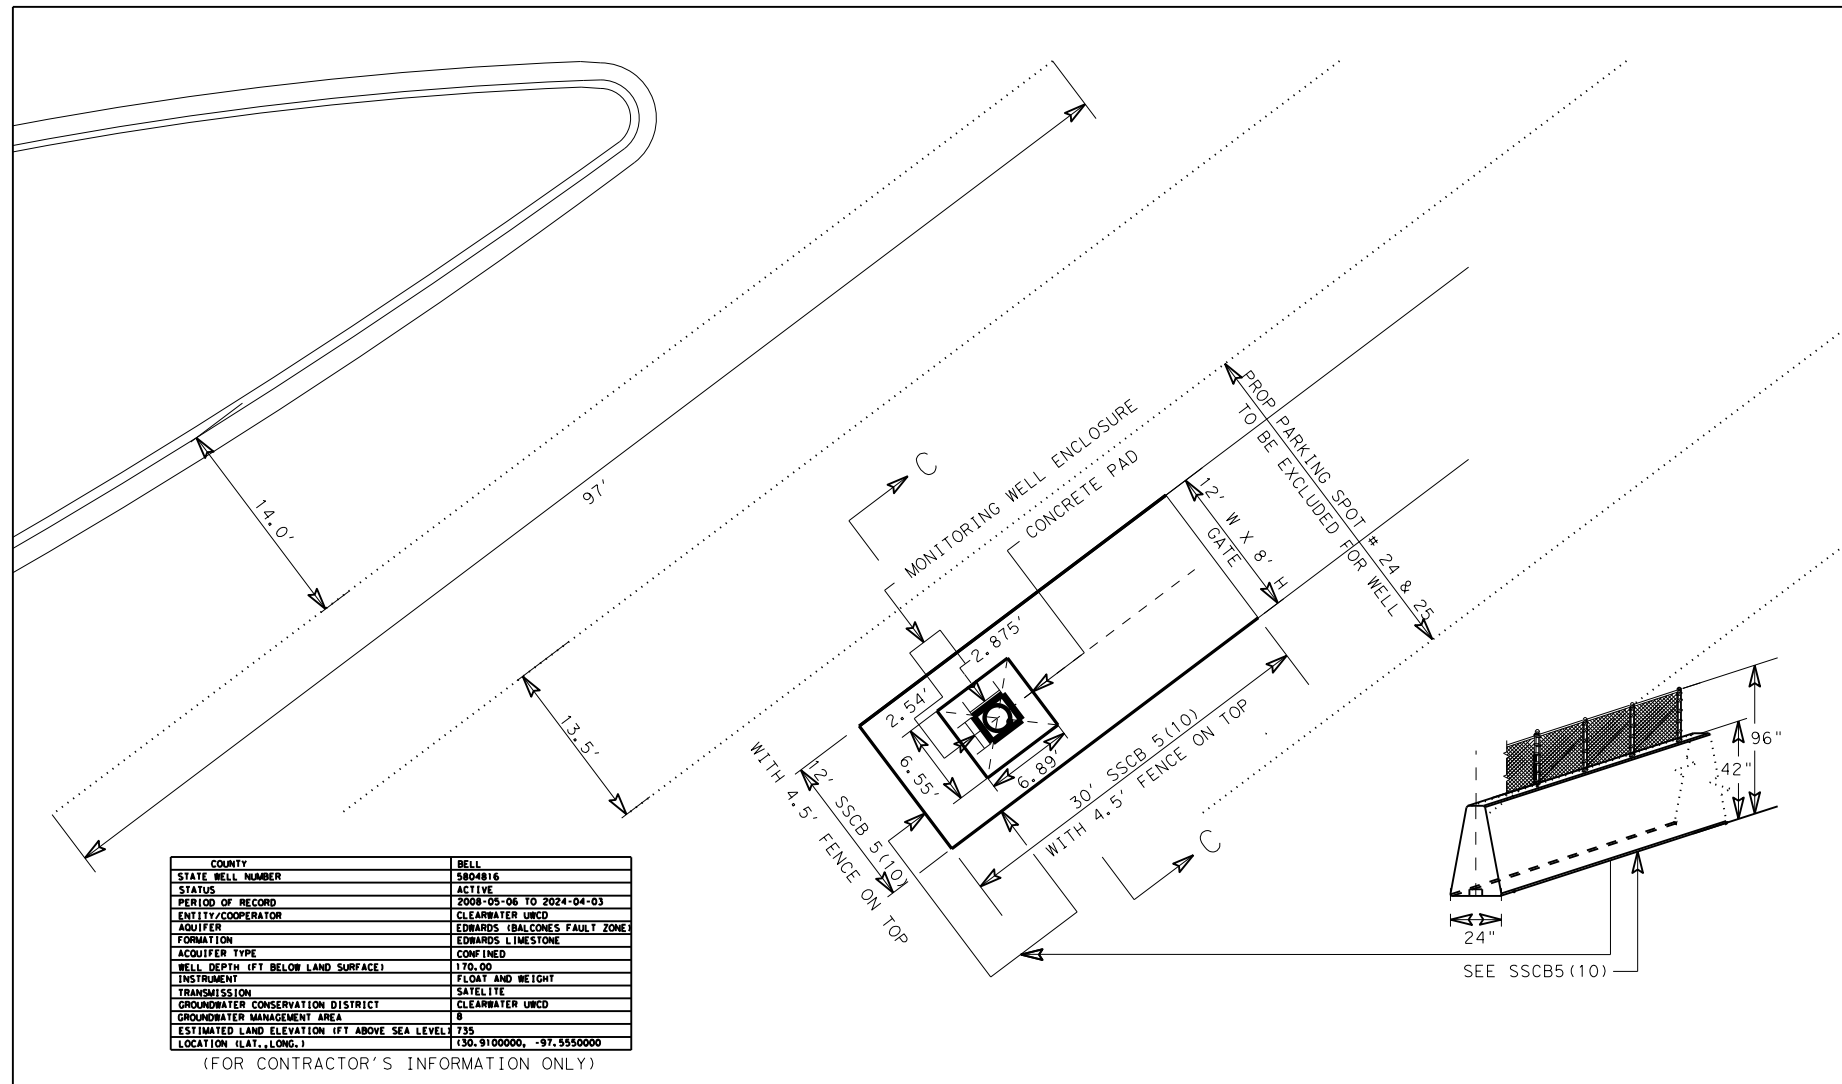 14.0'
97'
13.5'
C
MONITORING WELL ENCLOSURE
CONCRETE PAD
PROP PARKING SPOT # 24 & 25
TO BE EXCLUDED FOR WELL
12' W X 8' H
GATE
2.875'
2.54'
6.55'
6.89'
12' SSCB 5(10)
WITH 4.5' FENCE ON TOP
30' SSCB 5(10)
WITH 4.5' FENCE ON TOP
C
96"
42"
24"
SEE SSCB5(10)
COUNTY BELL
STATE WELL NUMBER 5804816
STATUS ACTIVE
PERIOD OF RECORD 2008-05-06 TO 2024-04-03
ENTITY/COOPERATOR CLEARWATER UWCD
AQUIFER EDWARDS (BALCONES FAULT ZONE)
FORMATION EDWARDS LIMESTONE
ACQUIFER TYPE CONFINED
WELL DEPTH (FT BELOW LAND SURFACE) 170.00
INSTRUMENT FLOAT AND WEIGHT
TRANSMISSION SATELITE
GROUNDWATER CONSERVATION DISTRICT CLEARWATER UWCD
GROUNDWATER MANAGEMENT AREA 8
ESTIMATED LAND ELEVATION (FT ABOVE SEA LEVEL) 735
LOCATION (LAT.,LONG.) (30.9100000, -97.5550000
(FOR CONTRACTOR'S INFORMATION ONLY)